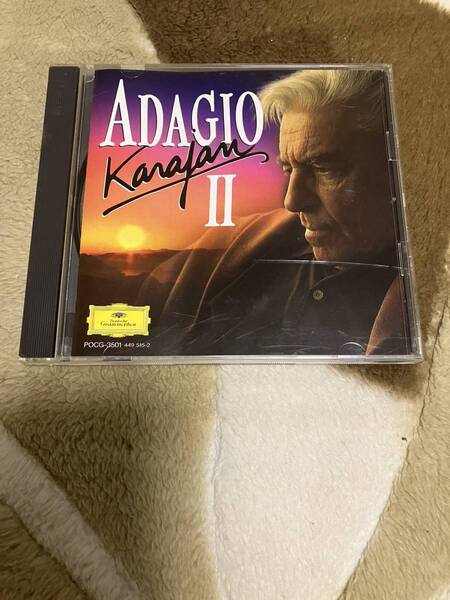 ADAGIO
Karajan
II
Deutsche
Grammophon
POCG-3501 449 515-2